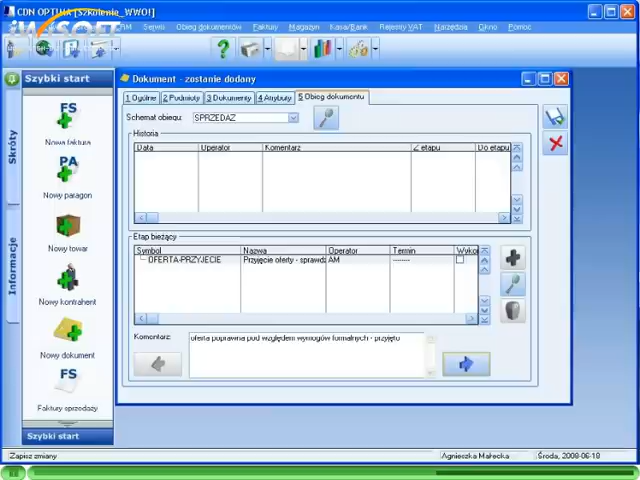 CDN OPTIMA [Szkolenie_WWO!]
Serwis Obieg dokumentów Faktury Magazyn Kasa/Bank Rejestry VAT Narzędzia Okno Pomoc
Szybki start
Skróty
Informacje
FS
Nowa faktura
PA
Nowy paragon
Nowy towar
Nowy kontrahent
Nowy dokument
FS
Faktury sprzedaży
Szybki start
Dokument - zostanie dodany
1 Ogólne 2 Podmioty 3 Dokumenty 4 Atrybuty 5 Obieg dokumentu
Schemat obiegu: SPRZEDAŻ
Historia
Data Operator Komentarz Z etapu Do etapu
Etap bieżący
Symbol Nazwa Operator Termin Wykon
OFERTA-PRZYJECIE Przyjęcie oferty - sprawdz AM --------
Komentarz:
oferta poprawna pod względem wymogów formalnych - przyjęto
Zapisz zmiany Agnieszka Małecka Środa, 2008-06-18